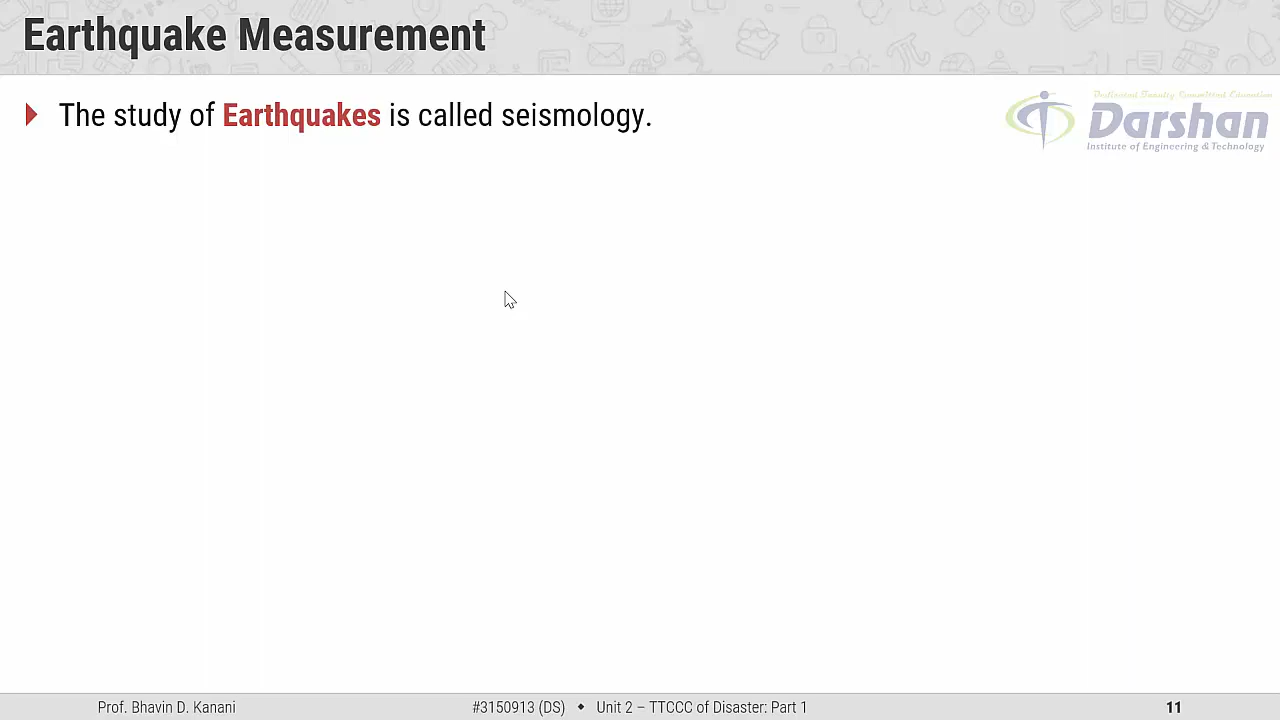 Earthquake Measurement
The study of Earthquakes is called seismology.
Darshan
Institute of Engineering & Technology
Prof. Bhavin D. Kanani
#3150913 (DS) ◆ Unit 2 – TTCCC of Disaster: Part 1
11